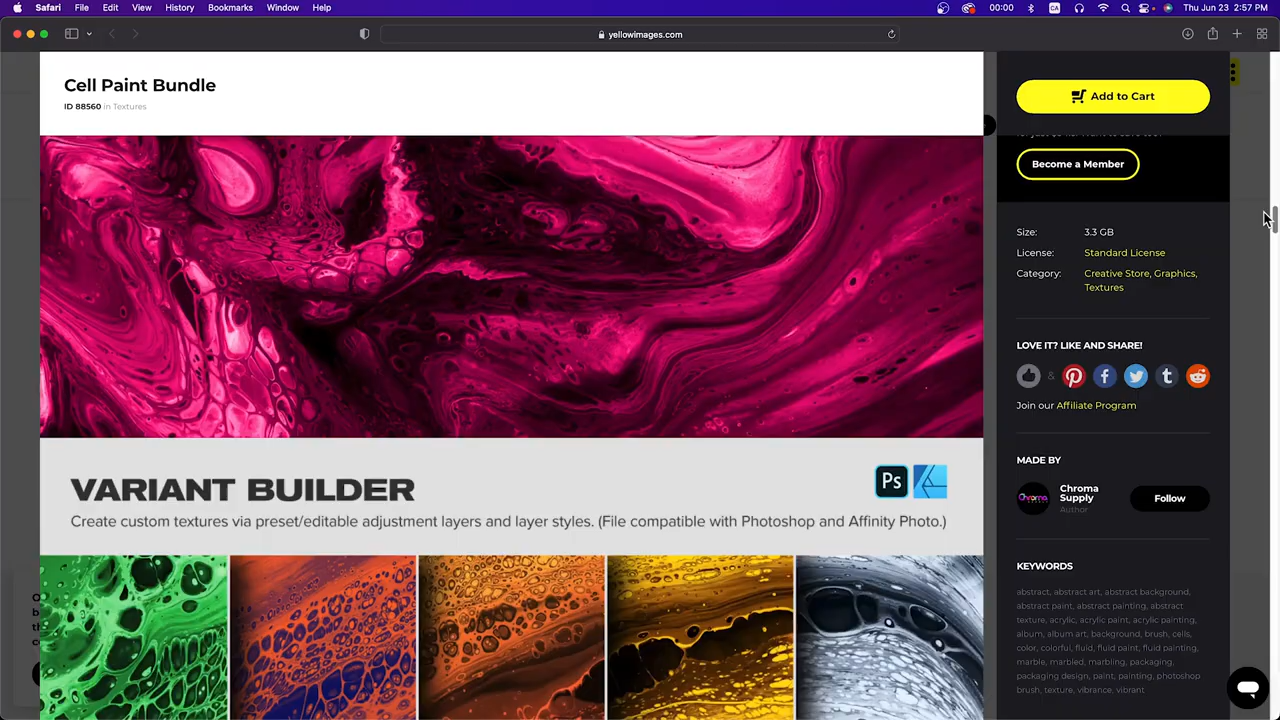 Safari File Edit View History Bookmarks Window Help
00:00 CA Thu Jun 23 2:57 PM
yellowimages.com
Cell Paint Bundle
ID 88560 in Textures
VARIANT BUILDER
Ps
Create custom textures via preset/editable adjustment layers and layer styles. (File compatible with Photoshop and Affinity Photo.)
Add to Cart
Become a Member
Size: 3.3 GB
License: Standard License
Category: Creative Store, Graphics,
Textures
LOVE IT? LIKE AND SHARE!
&
Join our Affiliate Program
MADE BY
Chroma
Chroma
Supply
Author
Follow
KEYWORDS
abstract, abstract art, abstract background,
abstract paint, abstract painting, abstract
texture, acrylic, acrylic paint, acrylic painting,
album, album art, background, brush, cells,
color, colorful, fluid, fluid paint, fluid painting,
marble, marbled, marbling, packaging,
packaging design, paint, painting, photoshop
brush, texture, vibrance, vibrant